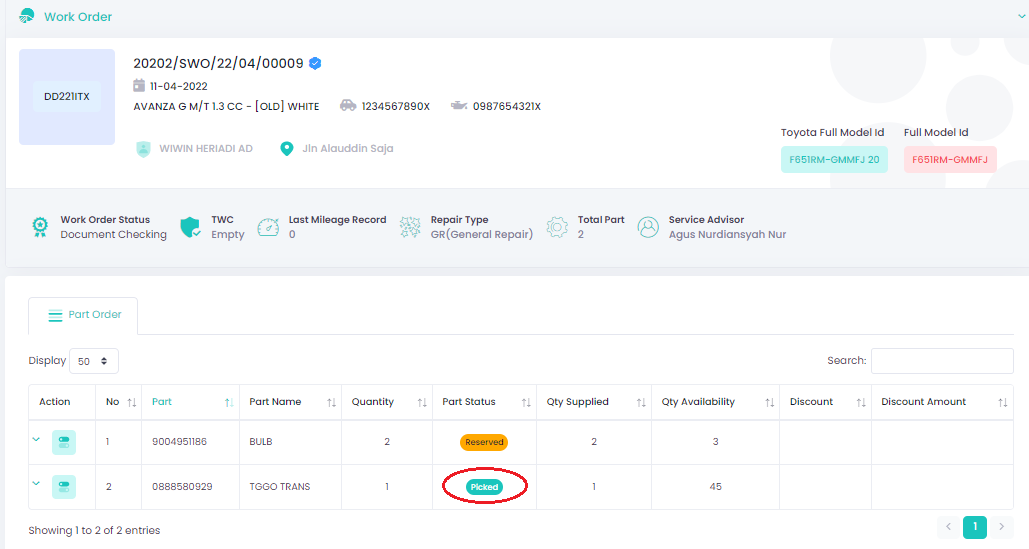 Work Order
DD221ITX
20202/SWO/22/04/00009
11-04-2022
AVANZA G M/T 1.3 CC - [OLD] WHITE 1234567890X 0987654321X
WIWIN HERIADI AD Jln Alauddin Saja
Toyota Full Model Id Full Model Id
F651RM-GMMFJ 20 F651RM-GMMFJ
Work Order Status TWC Last Mileage Record Repair Type Total Part Service Advisor
Document Checking Empty 0 GR(General Repair) 2 Agus Nurdiansyah Nur
Part Order
Display 50 Search:
Action No Part Part Name Quantity Part Status Qty Supplied Qty Availability Discount Discount Amount
1 9004951186 BULB 2 Reserved 2 3
2 0888580929 TGGO TRANS 1 Picked 1 45
Showing 1 to 2 of 2 entries 1